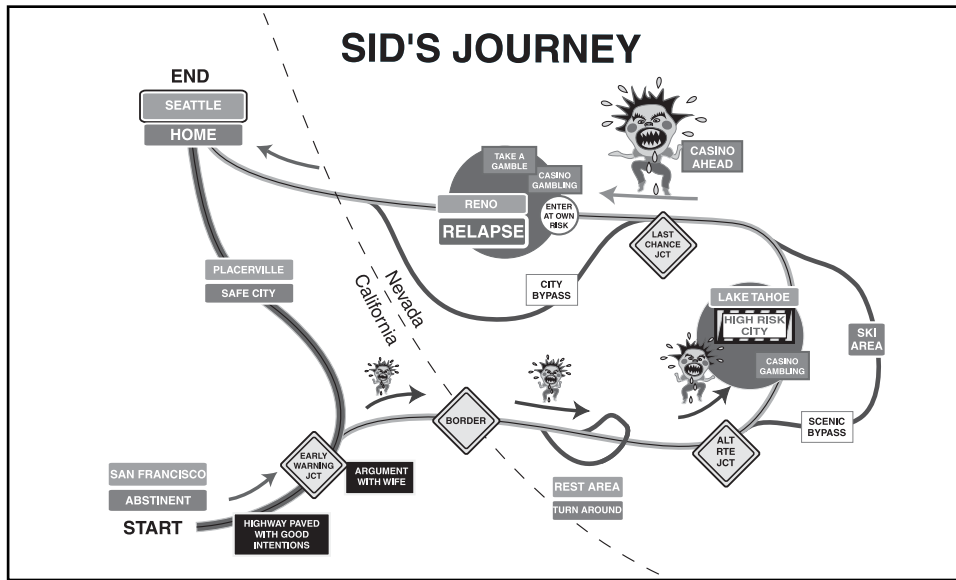 SID'S JOURNEY
END
SEATTLE
HOME
TAKE A
GAMBLE
CASINO
GAMBLING
CASINO
AHEAD
RENO
RELAPSE
ENTER
AT OWN
RISK
LAST
CHANCE
JCT
PLACERVILLE
SAFE CITY
Nevada
California
CITY
BYPASS
LAKE TAHOE
HIGH RISK
CITY
CASINO
GAMBLING
SKI
AREA
BORDER
SCENIC
BYPASS
ALT
RTE
JCT
EARLY
WARNING
JCT
ARGUMENT
WITH WIFE
SAN FRANCISCO
ABSTINENT
REST AREA
TURN AROUND
START
HIGHWAY PAVED
WITH GOOD
INTENTIONS